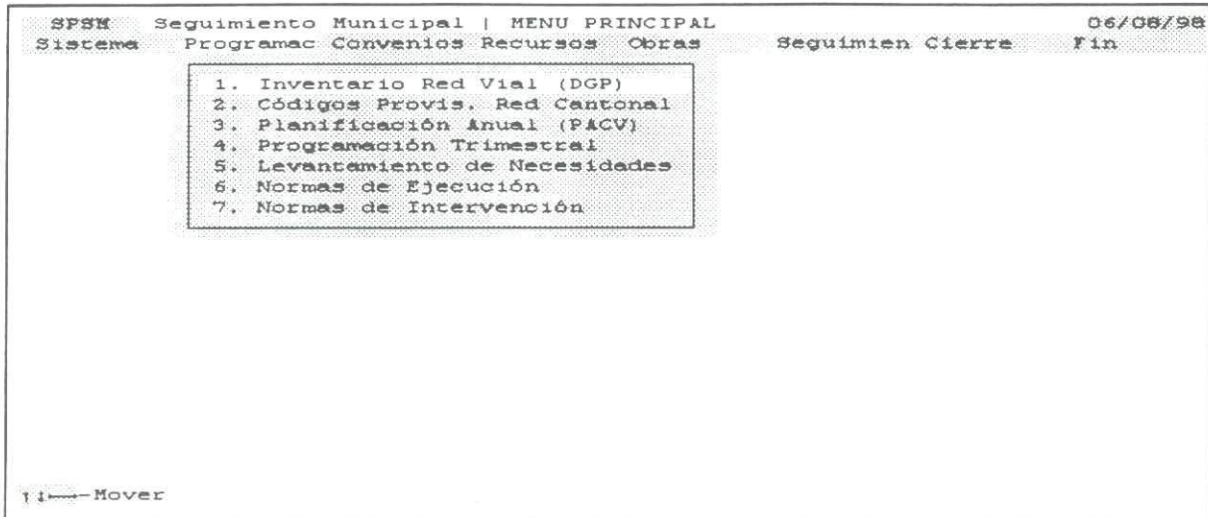 SPSM Seguimiento Municipal | MENU PRINCIPAL 06/08/98
Sistema Programac Convenios Recursos Obras Seguimien Cierre Fin
1. Inventario Red Vial (DGP)
2. Códigos Provis. Red Cantonal
3. Planificación Anual (PACV)
4. Programación Trimestral
5. Levantamiento de Necesidades
6. Normas de Ejecución
7. Normas de Intervención
↑↓←→-Mover